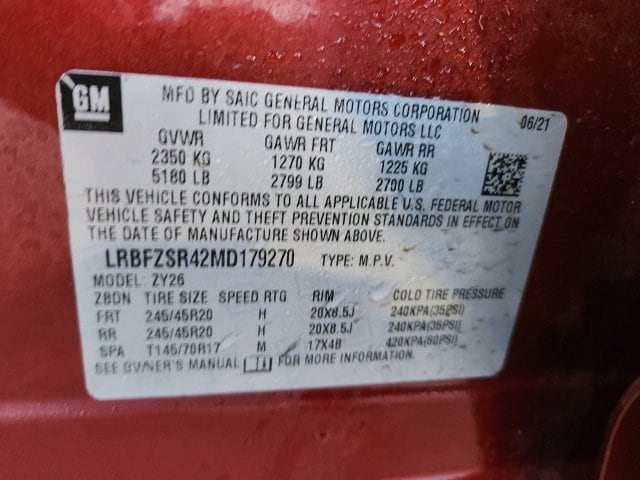 GM
MFD BY SAIC GENERAL MOTORS CORPORATION
LIMITED FOR GENERAL MOTORS LLC 06/21
GVWR GAWR FRT GAWR RR
2350 KG 1270 KG 1225 KG
5180 LB 2799 LB 2700 LB
THIS VEHICLE CONFORMS TO ALL APPLICABLE U.S. FEDERAL MOTOR
VEHICLE SAFETY AND THEFT PREVENTION STANDARDS IN EFFECT ON
THE DATE OF MANUFACTURE SHOWN ABOVE.
LRBFZSR42MD179270 TYPE: M.P.V.
MODEL: ZY26
ZBDN TIRE SIZE SPEED RTG RIM COLD TIRE PRESSURE
FRT 245/45R20 H 20X8.5J 240KPA(35PSI)
RR 245/45R20 H 20X8.5J 240KPA(35PSI)
SPA T145/70R17 M 17X4B 420KPA(60PSI)
SEE OWNER'S MANUAL FOR MORE INFORMATION.